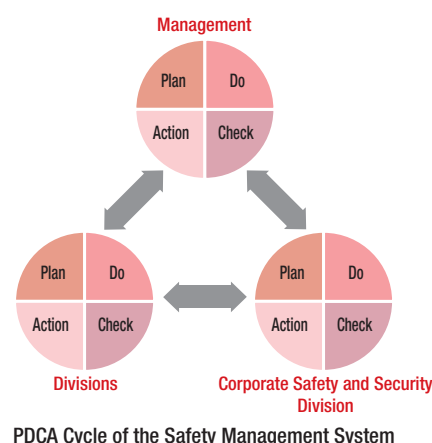 Management
Plan Do
Action Check
Plan Do
Action Check
Plan Do
Action Check
Divisions
Corporate Safety and Security
Division
PDCA Cycle of the Safety Management System